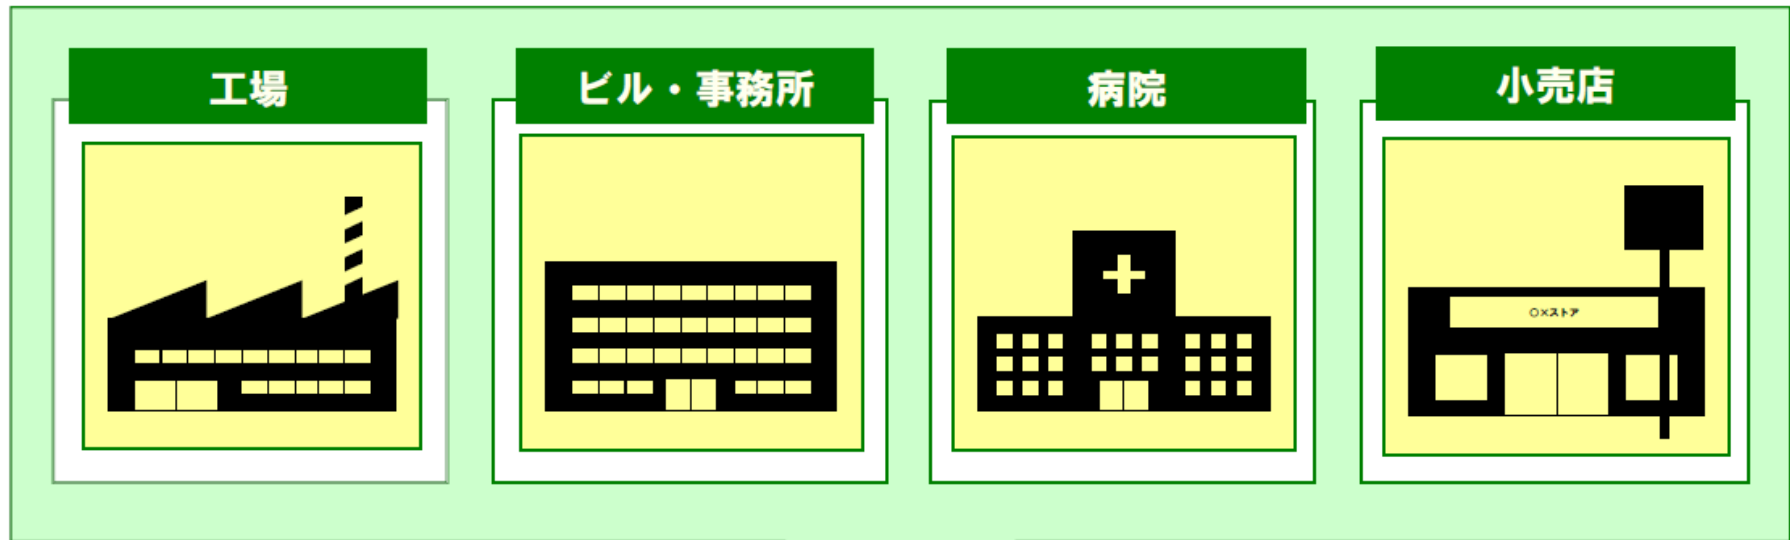 工場
ビル・事務所
病院
小売店
○×ストア